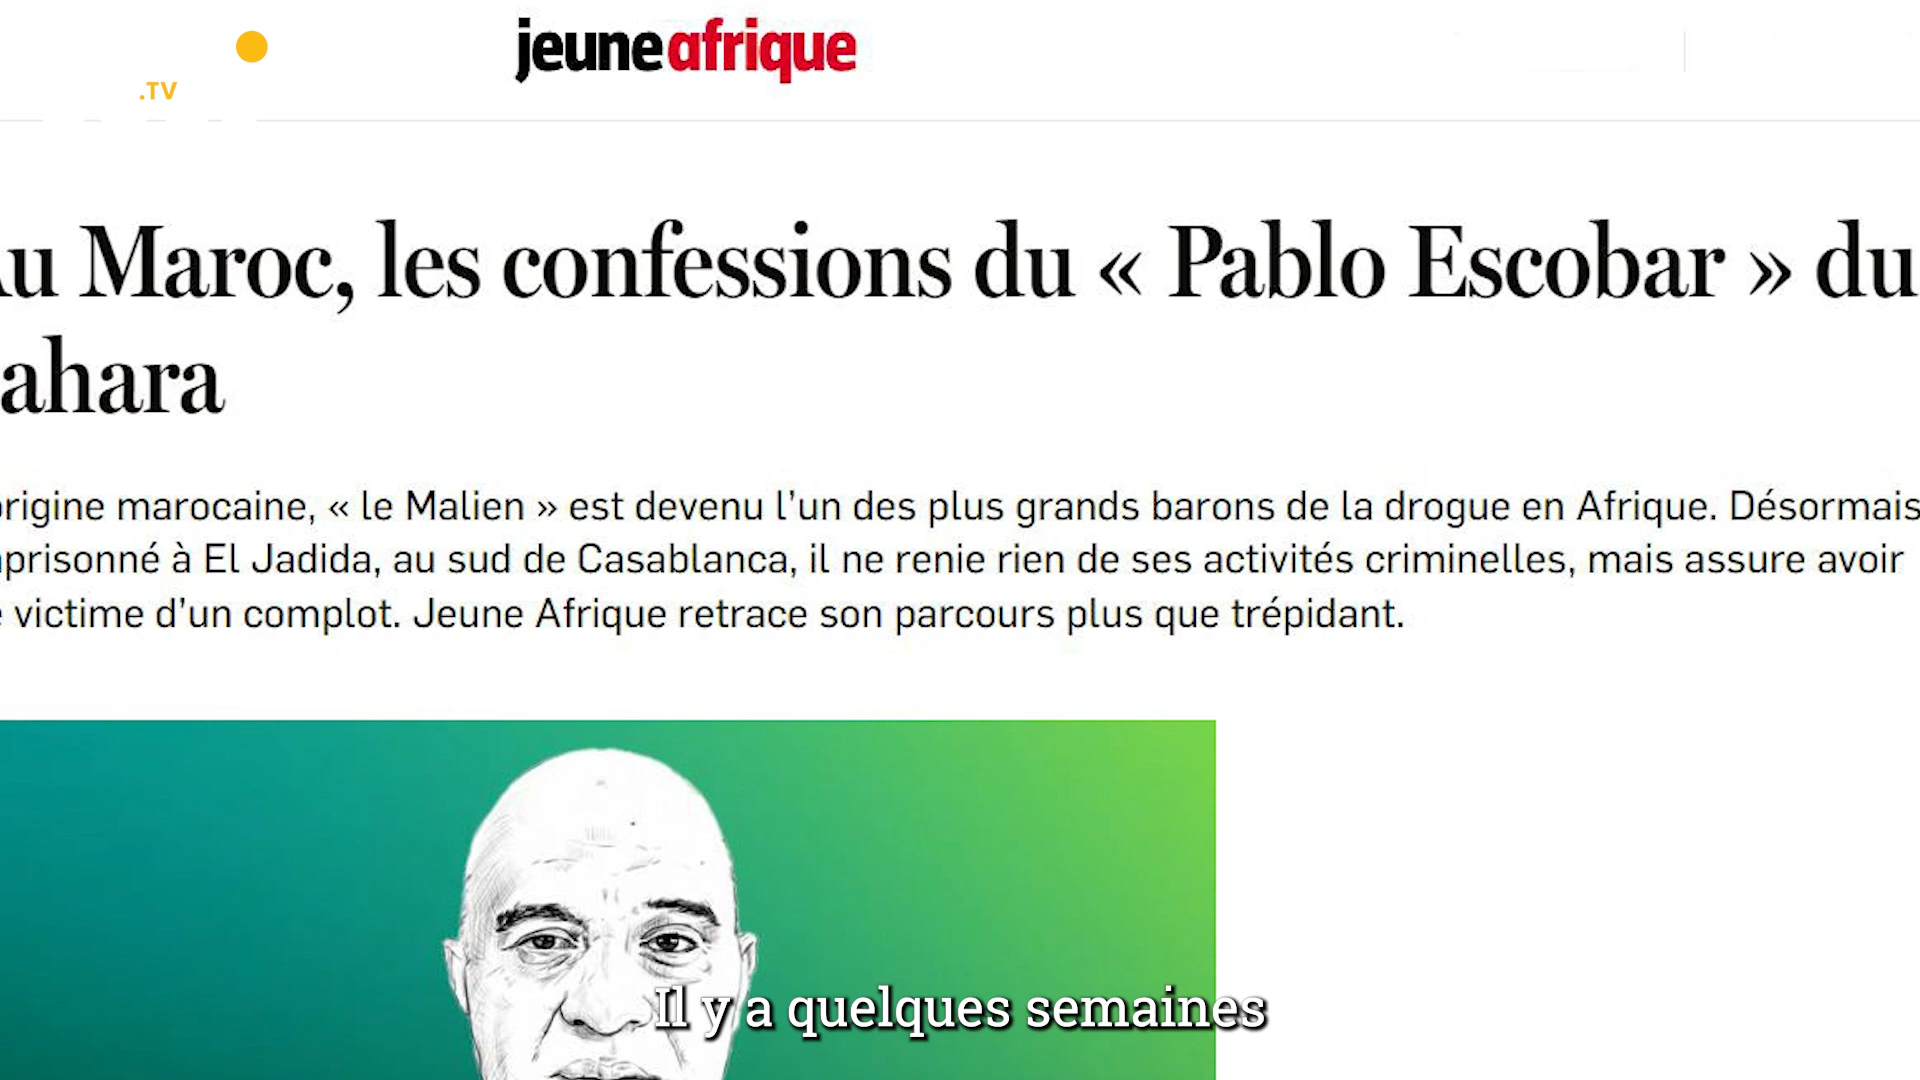 jeuneafrique
.TV
Au Maroc, les confessions du « Pablo Escobar » du
ahara
origine marocaine, « le Malien » est devenu l’un des plus grands barons de la drogue en Afrique. Désormais
prisonné à El Jadida, au sud de Casablanca, il ne renie rien de ses activités criminelles, mais assure avoir
victime d’un complot. Jeune Afrique retrace son parcours plus que trépidant.
Il y a quelques semaines